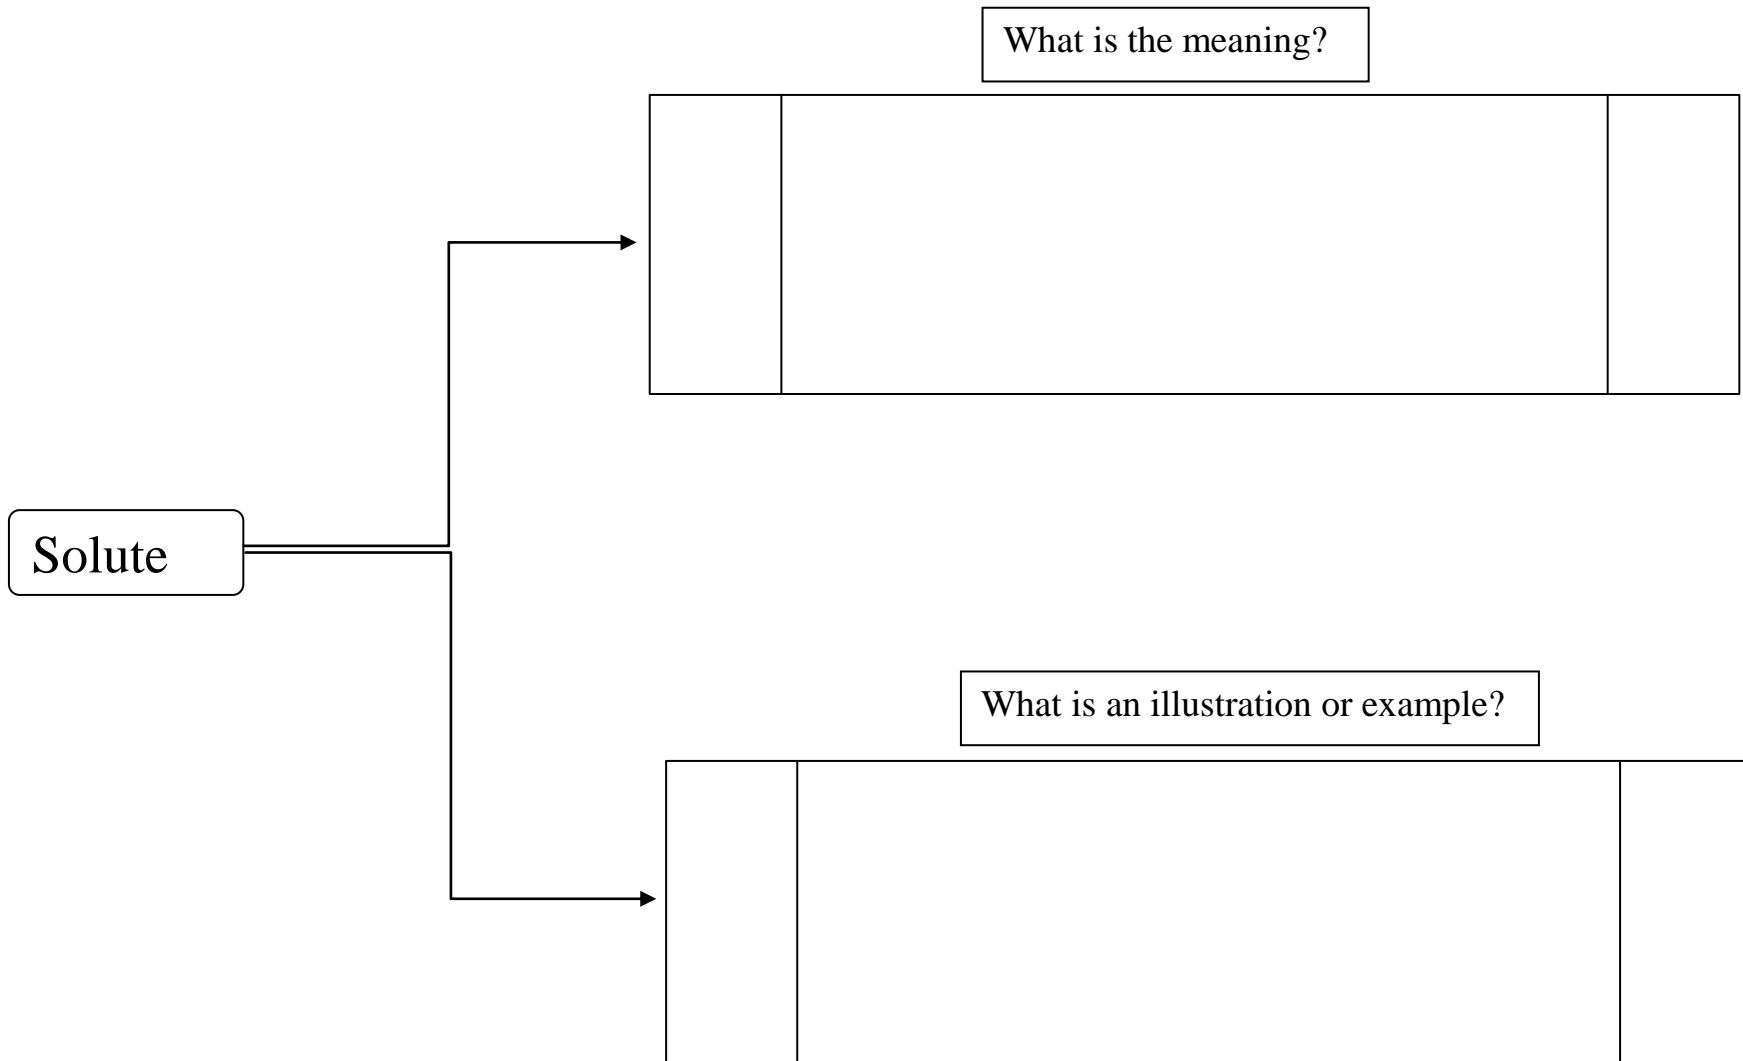 What is the meaning?
Solute
What is an illustration or example?